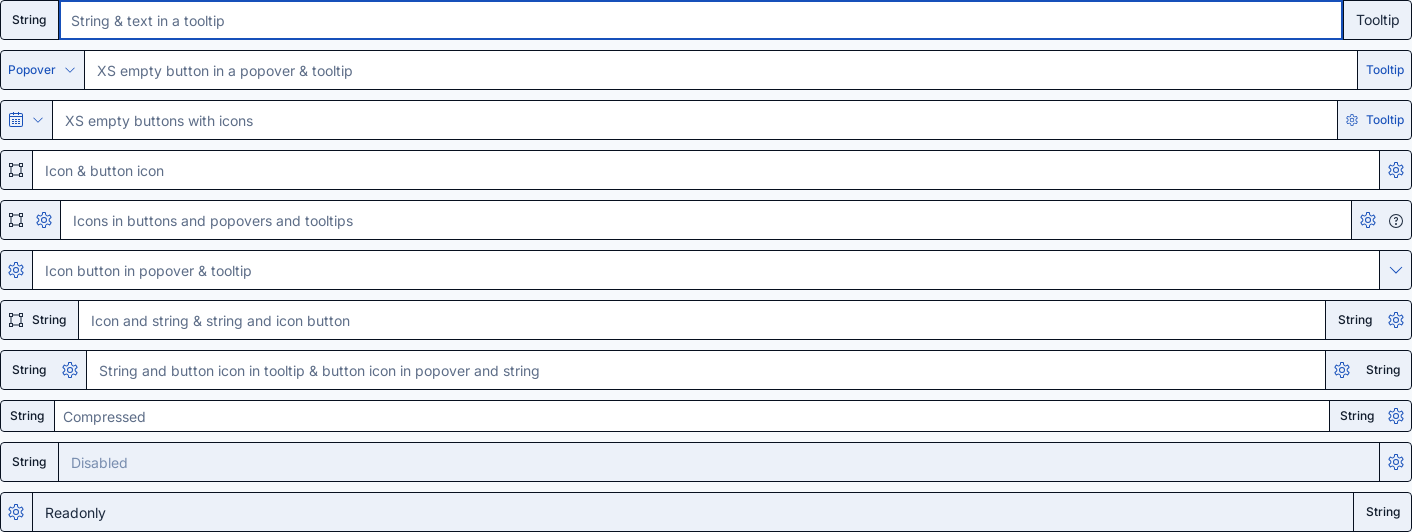 String String & text in a tooltip Tooltip
Popover XS empty button in a popover & tooltip Tooltip
XS empty buttons with icons Tooltip
Icon & button icon
Icons in buttons and popovers and tooltips
Icon button in popover & tooltip
String Icon and string & string and icon button String
String String and button icon in tooltip & button icon in popover and string String
String Compressed String
String Disabled
Readonly String